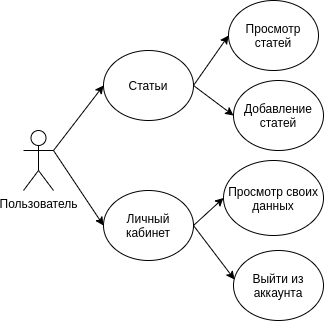 Просмотр
статей
Статьи
Добавление
статей
Пользователь
Просмотр своих
данных
Личный
кабинет
Выйти из
аккаунта